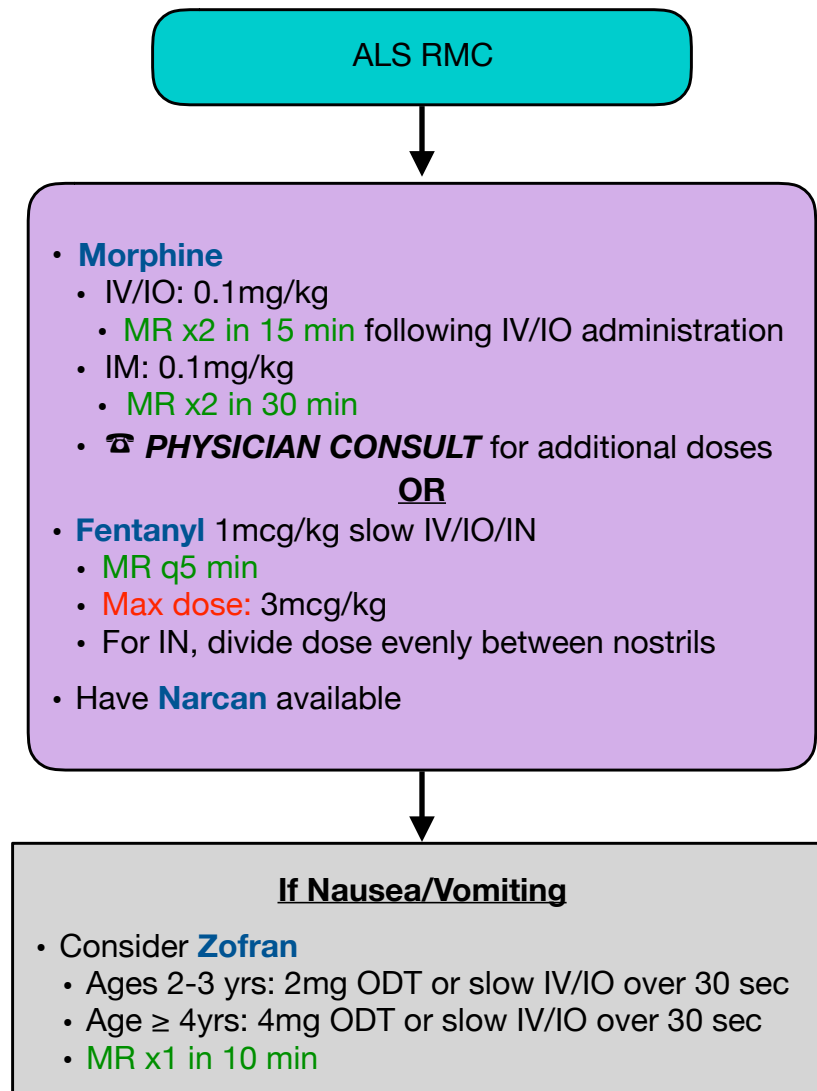 ALS RMC
• Morphine
• IV/IO: 0.1mg/kg
• MR x2 in 15 min following IV/IO administration
• IM: 0.1mg/kg
• MR x2 in 30 min
• ☎ PHYSICIAN CONSULT for additional doses
OR
• Fentanyl 1mcg/kg slow IV/IO/IN
• MR q5 min
• Max dose: 3mcg/kg
• For IN, divide dose evenly between nostrils
• Have Narcan available
If Nausea/Vomiting
• Consider Zofran
• Ages 2-3 yrs: 2mg ODT or slow IV/IO over 30 sec
• Age ≥ 4yrs: 4mg ODT or slow IV/IO over 30 sec
• MR x1 in 10 min